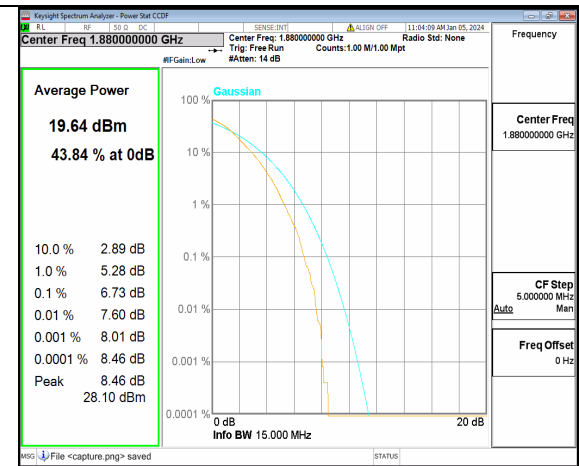 Keysight Spectrum Analyzer - Power Stat CCDF
RL RF 50 Ω DC SENSE:INT ALIGN OFF 11:04:09 AM Jan 05, 2024
Center Freq 1.880000000 GHz
Center Freq: 1.880000000 GHz Radio Std: None
Trig: Free Run Counts:1.00 M/1.00 Mpt
#IFGain:Low #Atten: 14 dB
Frequency
Average Power
19.64 dBm
43.84 % at 0dB
10.0 % 2.89 dB
1.0 % 5.28 dB
0.1 % 6.73 dB
0.01 % 7.60 dB
0.001 % 8.01 dB
0.0001 % 8.46 dB
Peak 8.46 dB
28.10 dBm
Gaussian
100 %
10 %
1 %
0.1 %
0.01 %
0.001 %
0.0001 %
0 dB 20 dB
Info BW 15.000 MHz
Center Freq
1.880000000 GHz
CF Step
5.000000 MHz
Auto Man
Freq Offset
0 Hz
MSG File <capture.png> saved STATUS